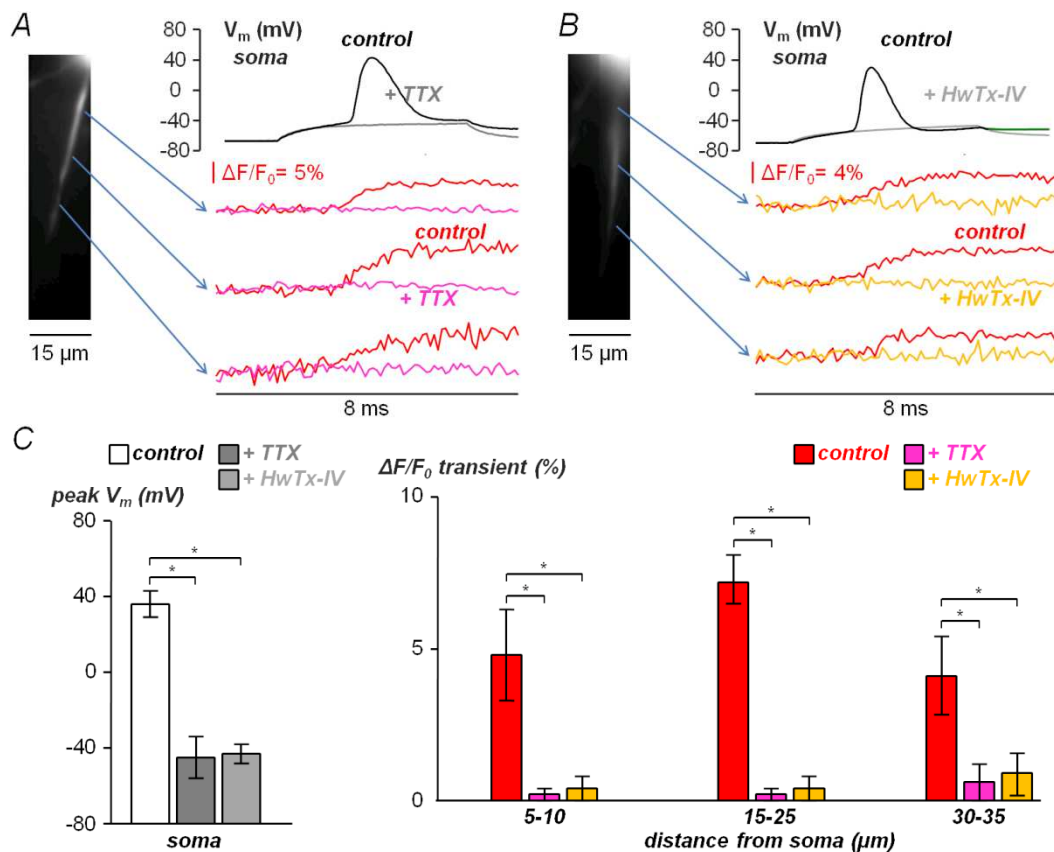 A
V_m (mV)
soma
80
40
0
-40
-80
control
+ TTX
ΔF/F₀= 5%
control
+ TTX
15 µm
8 ms
B
V_m (mV)
soma
80
40
0
-40
-80
control
+ HwTx-IV
ΔF/F₀= 4%
control
+ HwTx-IV
15 µm
8 ms
C
control
+ TTX
+ HwTx-IV
peak V_m (mV)
80
40
0
-40
-80
*
*
soma
ΔF/F₀ transient (%)
control
+ TTX
+ HwTx-IV
10
5
0
*
*
*
*
*
*
5-10
15-25
30-35
distance from soma (µm)